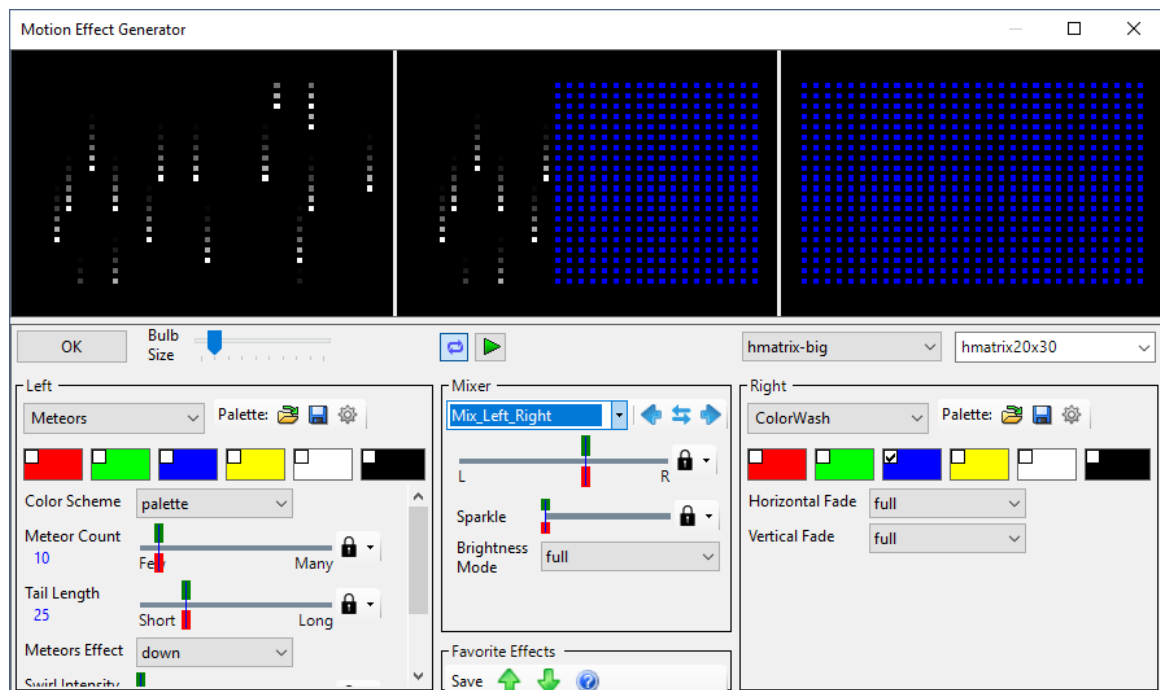 Motion Effect Generator
OK
Bulb
Size
hmatrix-big
hmatrix20x30
Left
Meteors
Palette:
Color Scheme
palette
Meteor Count
10
Few
Many
Tail Length
25
Short
Long
Meteors Effect
down
Swirl Intensity
Mixer
Mix_Left_Right
L
R
Sparkle
Brightness
Mode
full
Favorite Effects
Save
Right
ColorWash
Palette:
Horizontal Fade
full
Vertical Fade
full